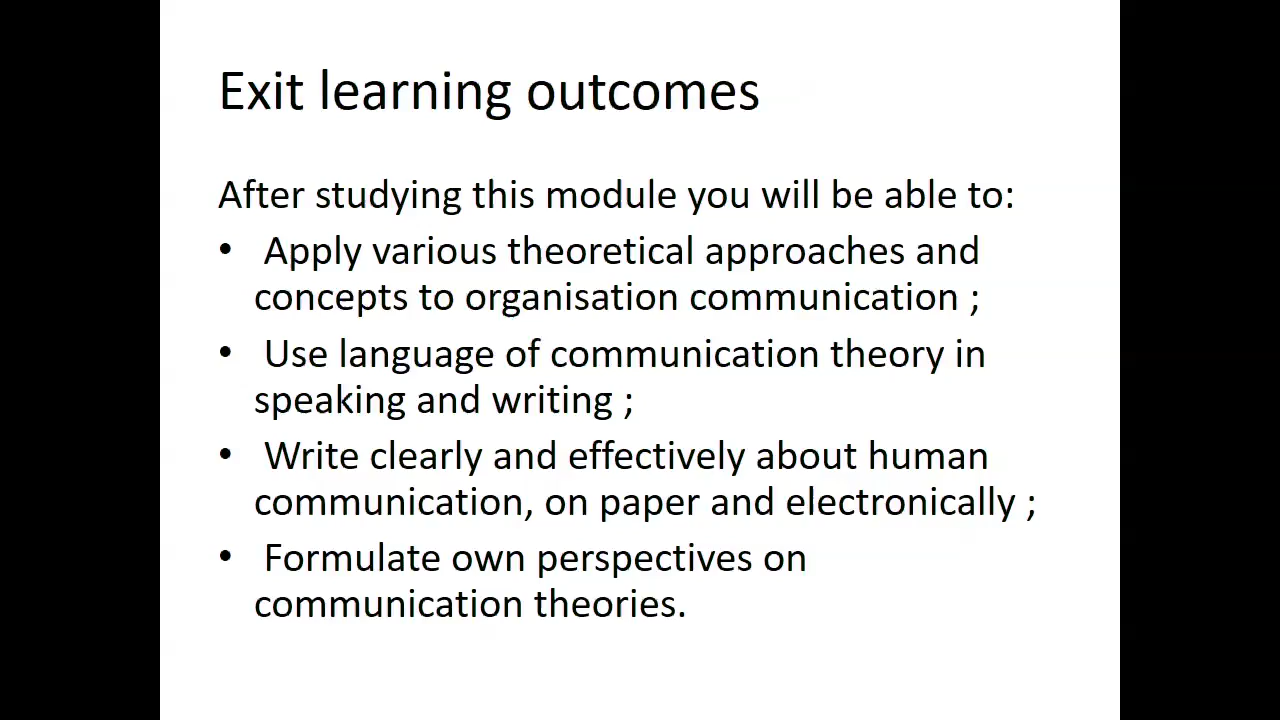 Exit learning outcomes
After studying this module you will be able to:
• Apply various theoretical approaches and
concepts to organisation communication ;
• Use language of communication theory in
speaking and writing ;
• Write clearly and effectively about human
communication, on paper and electronically ;
• Formulate own perspectives on
communication theories.